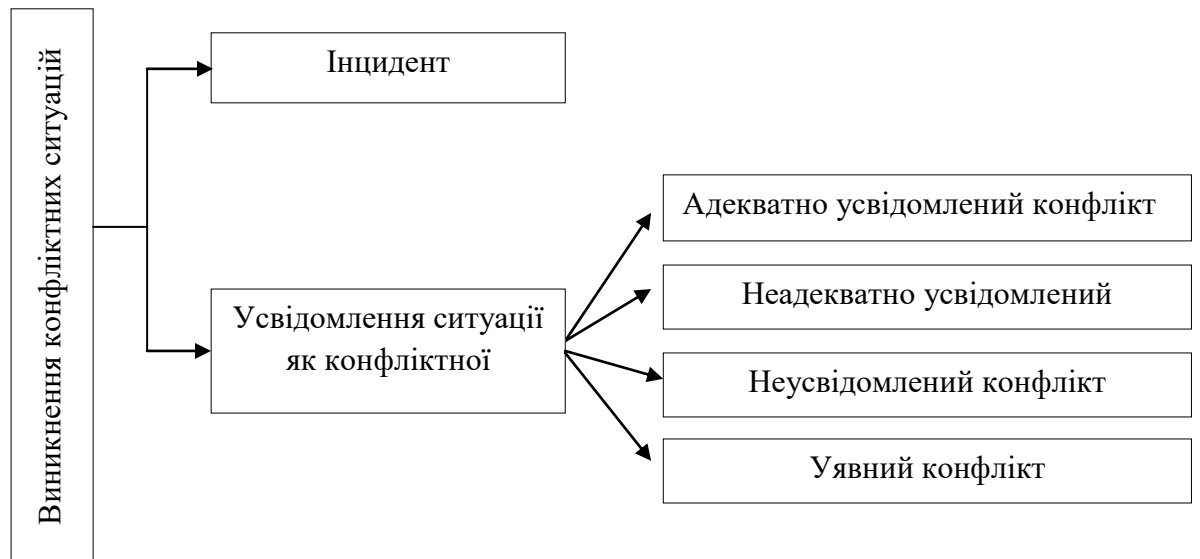 Виникнення конфліктних ситуацій
Інцидент
Усвідомлення ситуації
як конфліктної
Адекватно усвідомлений конфлікт
Неадекватно усвідомлений
Неусвідомлений конфлікт
Уявний конфлікт